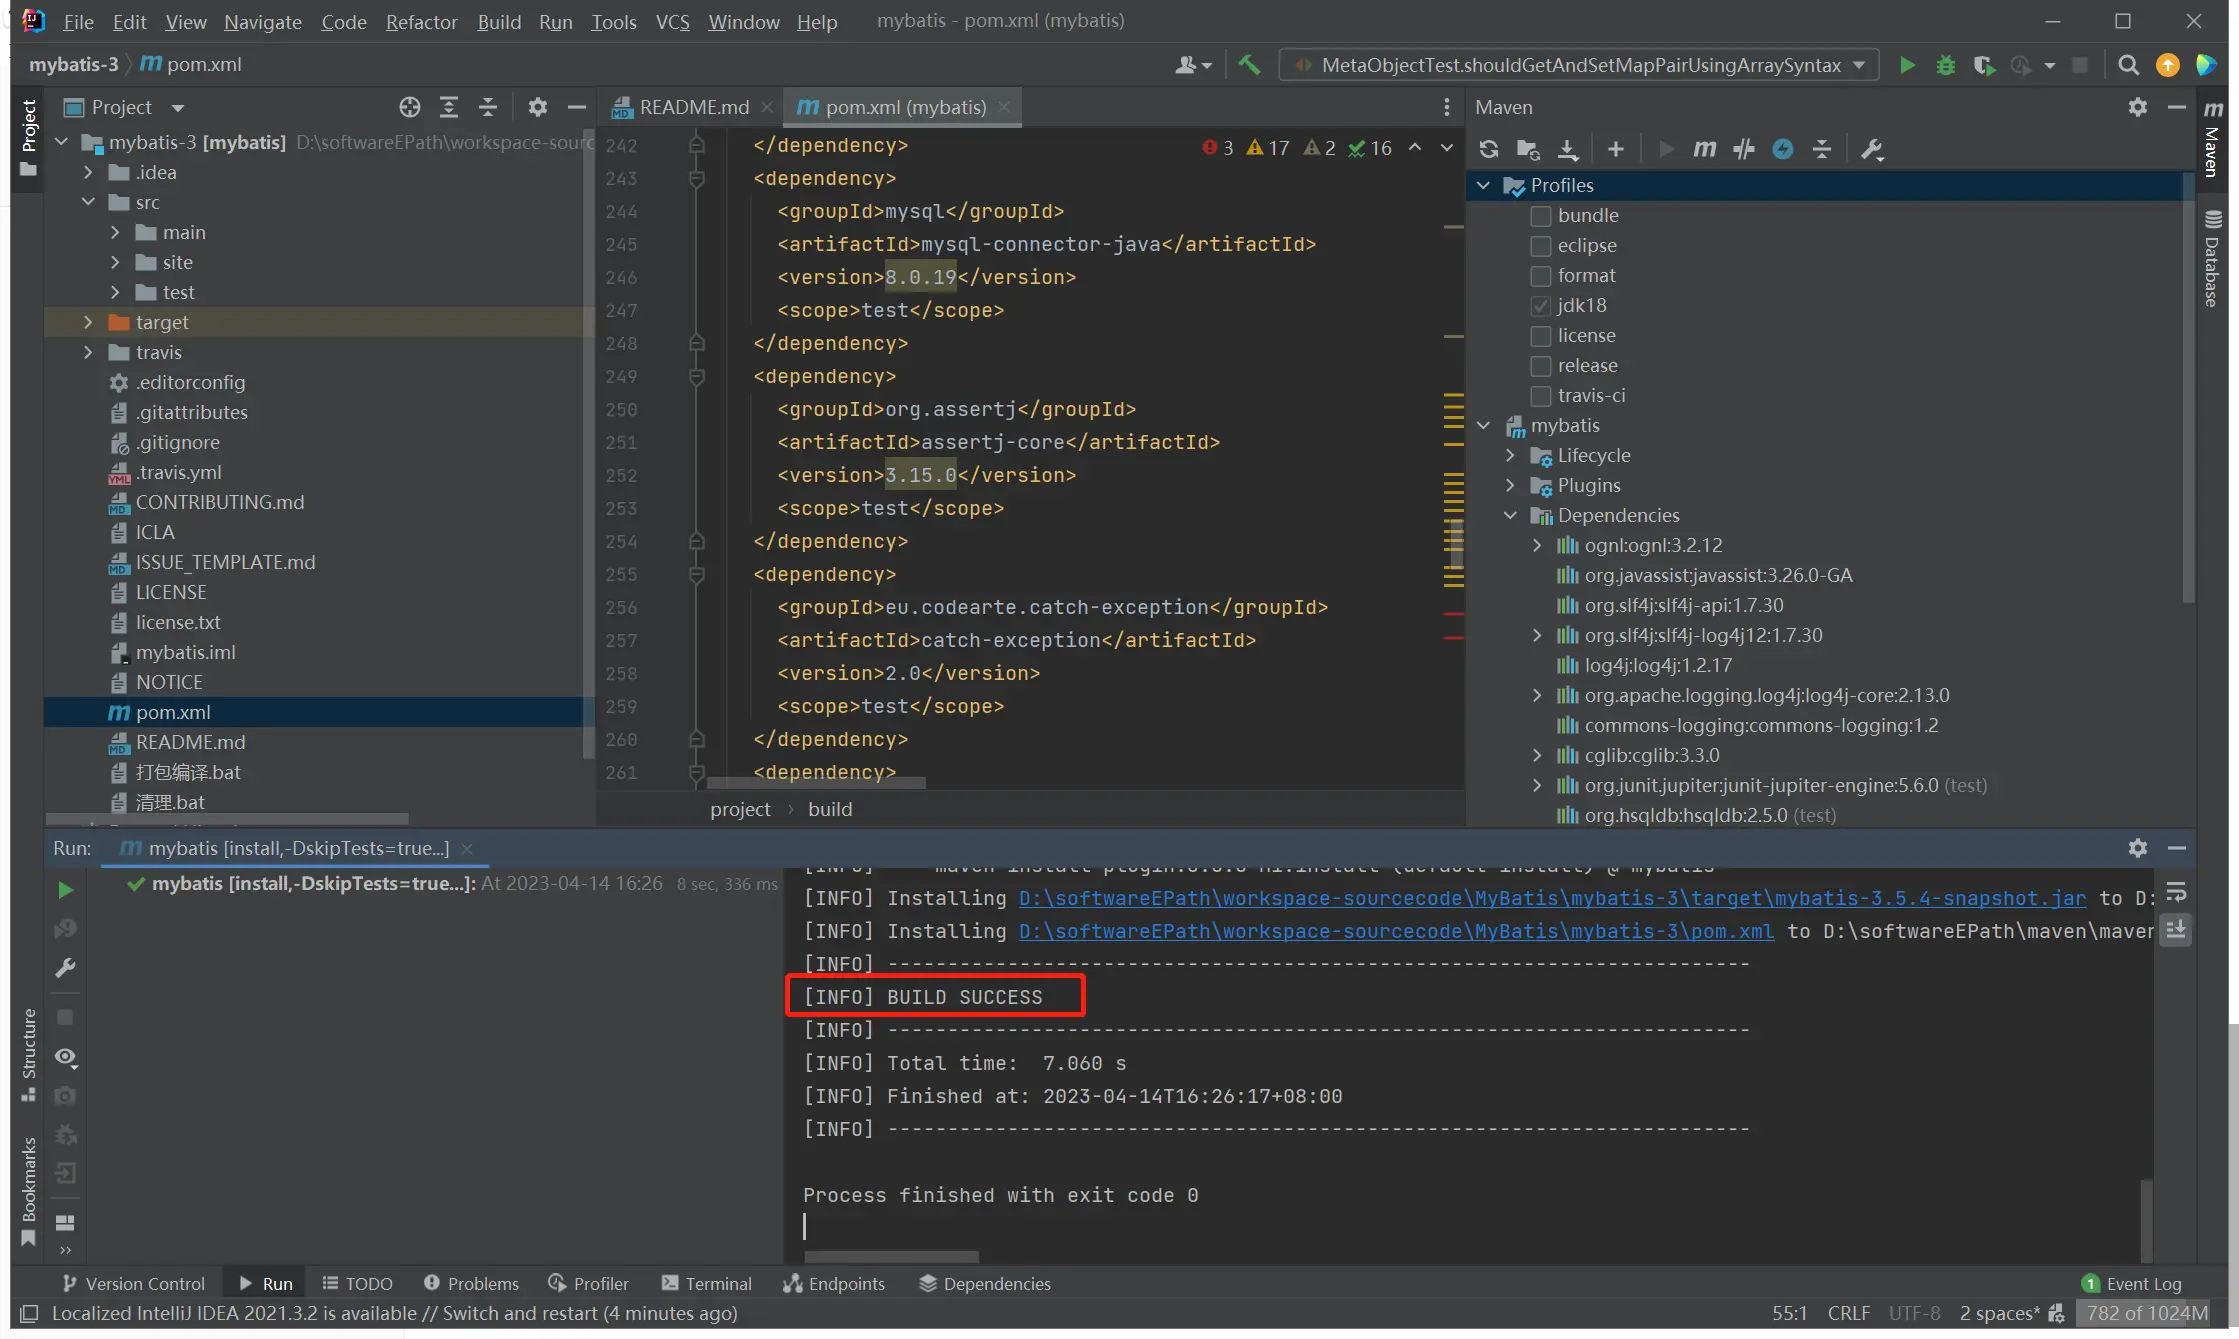 File Edit View Navigate Code Refactor Build Run Tools VCS Window Help mybatis - pom.xml (mybatis)
mybatis-3 pom.xml
MetaObjectTest.shouldGetAndSetMapPairUsingArraySyntax
Project
Project
mybatis-3 [mybatis] D:\softwareEPath\workspace-sourc
.idea
src
main
site
test
target
travis
.editorconfig
.gitattributes
.gitignore
.travis.yml
CONTRIBUTING.md
ICLA
ISSUE_TEMPLATE.md
LICENSE
license.txt
mybatis.iml
NOTICE
pom.xml
README.md
打包编译.bat
清理.bat
README.md
pom.xml (mybatis)
3 17 2 16
242 </dependency>
243 <dependency>
244 <groupId>mysql</groupId>
245 <artifactId>mysql-connector-java</artifactId>
246 <version>8.0.19</version>
247 <scope>test</scope>
248 </dependency>
249 <dependency>
250 <groupId>org.assertj</groupId>
251 <artifactId>assertj-core</artifactId>
252 <version>3.15.0</version>
253 <scope>test</scope>
254 </dependency>
255 <dependency>
256 <groupId>eu.codearte.catch-exception</groupId>
257 <artifactId>catch-exception</artifactId>
258 <version>2.0</version>
259 <scope>test</scope>
260 </dependency>
261 <dependency>
project › build
Maven
Profiles
bundle
eclipse
format
jdk18
license
release
travis-ci
mybatis
Lifecycle
Plugins
Dependencies
ognl:ognl:3.2.12
org.javassist:javassist:3.26.0-GA
org.slf4j:slf4j-api:1.7.30
org.slf4j:slf4j-log4j12:1.7.30
log4j:log4j:1.2.17
org.apache.logging.log4j:log4j-core:2.13.0
commons-logging:commons-logging:1.2
cglib:cglib:3.3.0
org.junit.jupiter:junit-jupiter-engine:5.6.0 (test)
org.hsqldb:hsqldb:2.5.0 (test)
Maven
Database
Run: mybatis [install,-DskipTests=true...]
mybatis [install,-DskipTests=true...]: At 2023-04-14 16:26 8 sec, 336 ms
[INFO] Installing D:\softwareEPath\workspace-sourcecode\MyBatis\mybatis-3\target\mybatis-3.5.4-snapshot.jar to D:
[INFO] Installing D:\softwareEPath\workspace-sourcecode\MyBatis\mybatis-3\pom.xml to D:\softwareEPath\maven\maven
[INFO] ------------------------------------------------------------------------
[INFO] BUILD SUCCESS
[INFO] ------------------------------------------------------------------------
[INFO] Total time:  7.060 s
[INFO] Finished at: 2023-04-14T16:26:17+08:00
[INFO] ------------------------------------------------------------------------
Process finished with exit code 0
Structure
Bookmarks
Version Control Run TODO Problems Profiler Terminal Endpoints Dependencies 1 Event Log
Localized IntelliJ IDEA 2021.3.2 is available // Switch and restart (4 minutes ago) 55:1 CRLF UTF-8 2 spaces* 782 of 1024M